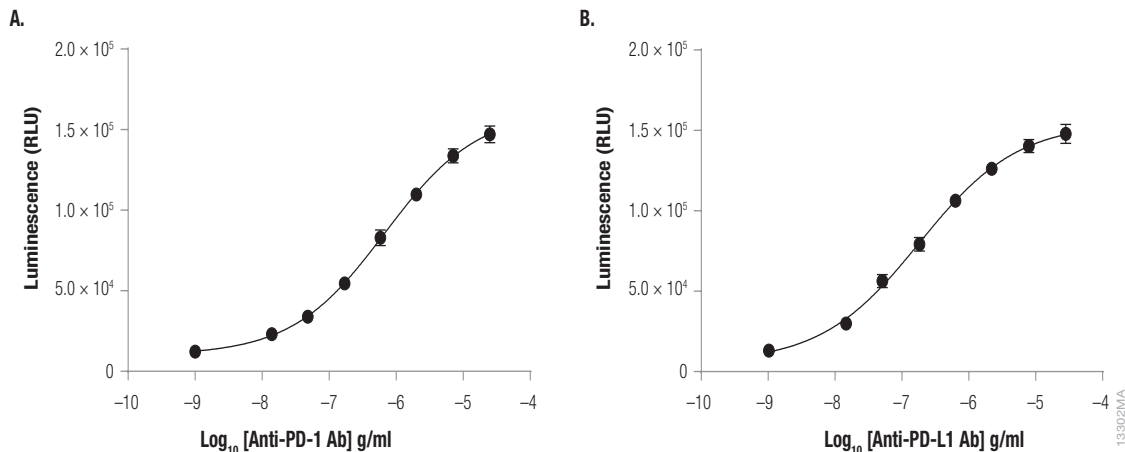 A.
2.0 × 10⁵
1.5 × 10⁵
1.0 × 10⁵
5.0 × 10⁴
0
Luminescence (RLU)
–10 –9 –8 –7 –6 –5 –4
Log₁₀ [Anti-PD-1 Ab] g/ml
B.
2.0 × 10⁵
1.5 × 10⁵
1.0 × 10⁵
5.0 × 10⁴
0
Luminescence (RLU)
–10 –9 –8 –7 –6 –5 –4
Log₁₀ [Anti-PD-L1 Ab] g/ml
13302MA